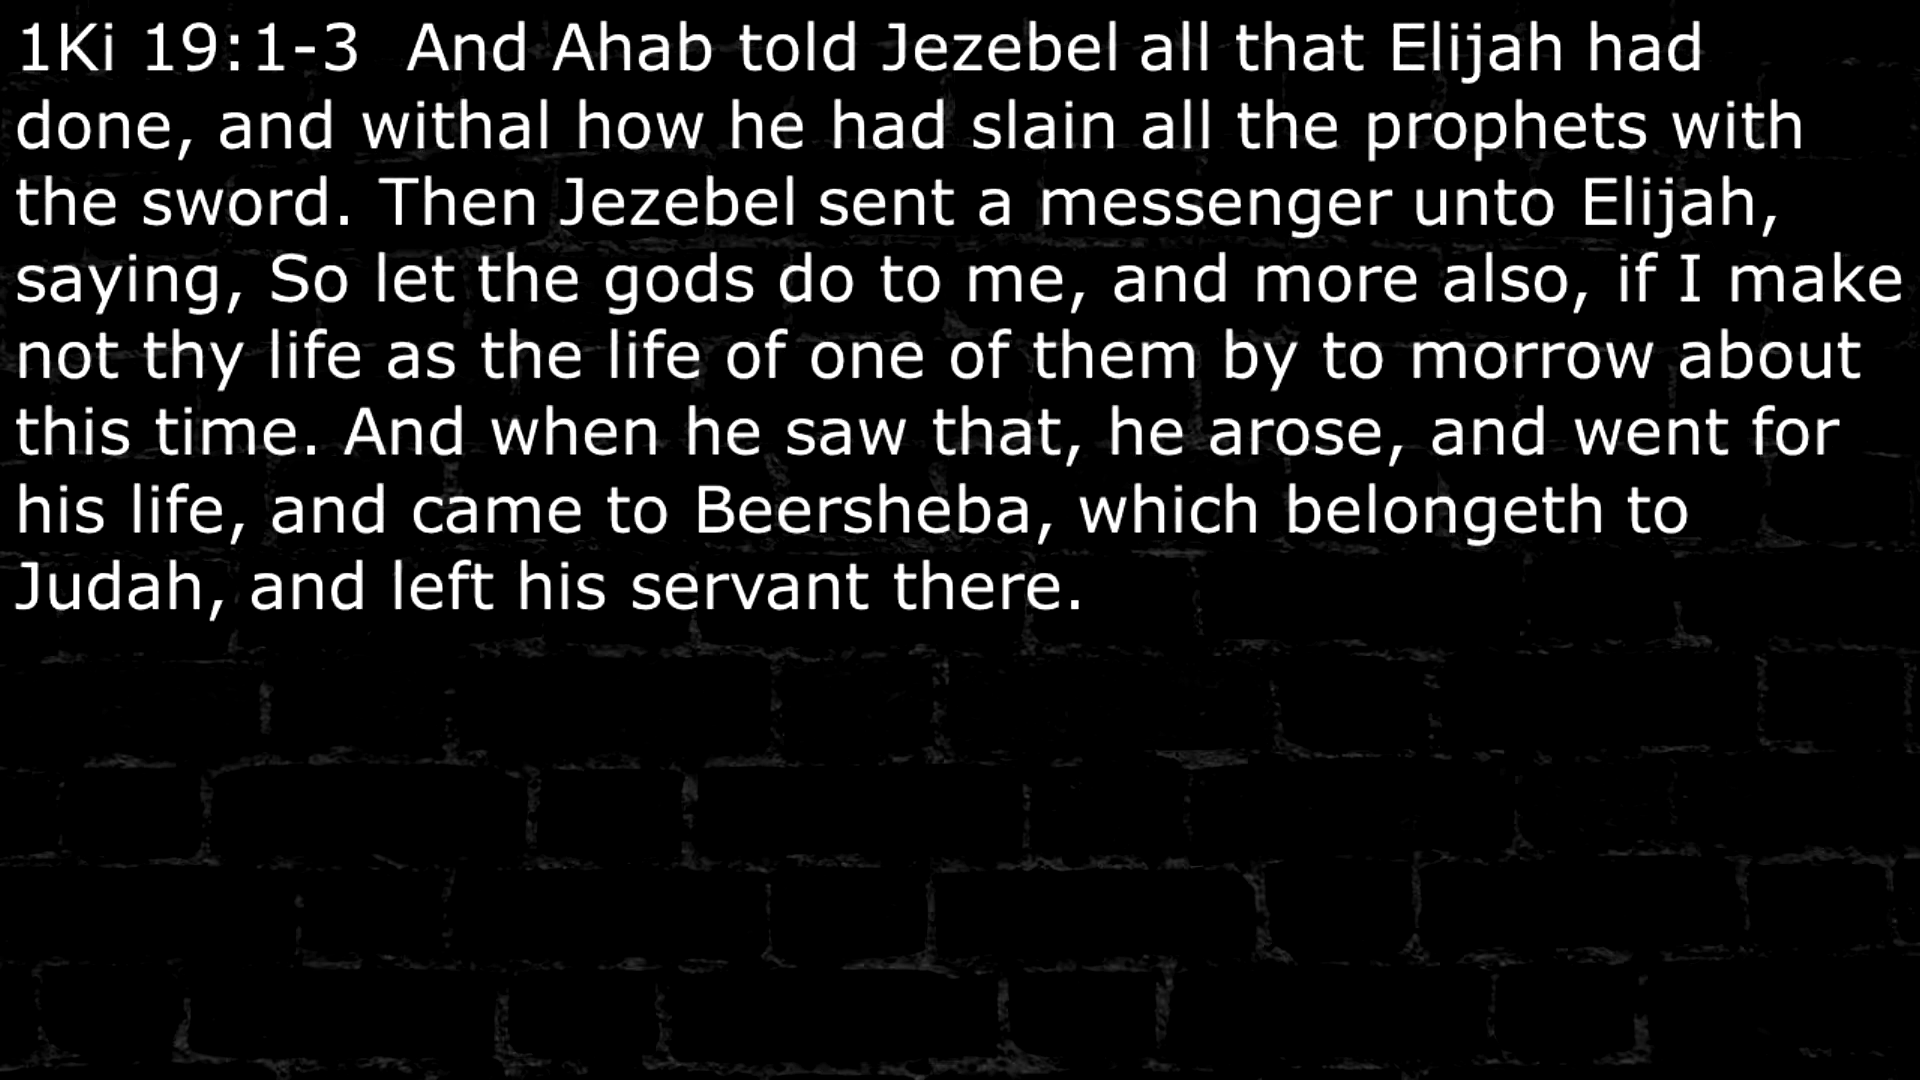 1Ki 19:1-3  And Ahab told Jezebel all that Elijah had
done, and withal how he had slain all the prophets with
the sword. Then Jezebel sent a messenger unto Elijah,
saying, So let the gods do to me, and more also, if I make
not thy life as the life of one of them by to morrow about
this time. And when he saw that, he arose, and went for
his life, and came to Beersheba, which belongeth to
Judah, and left his servant there.